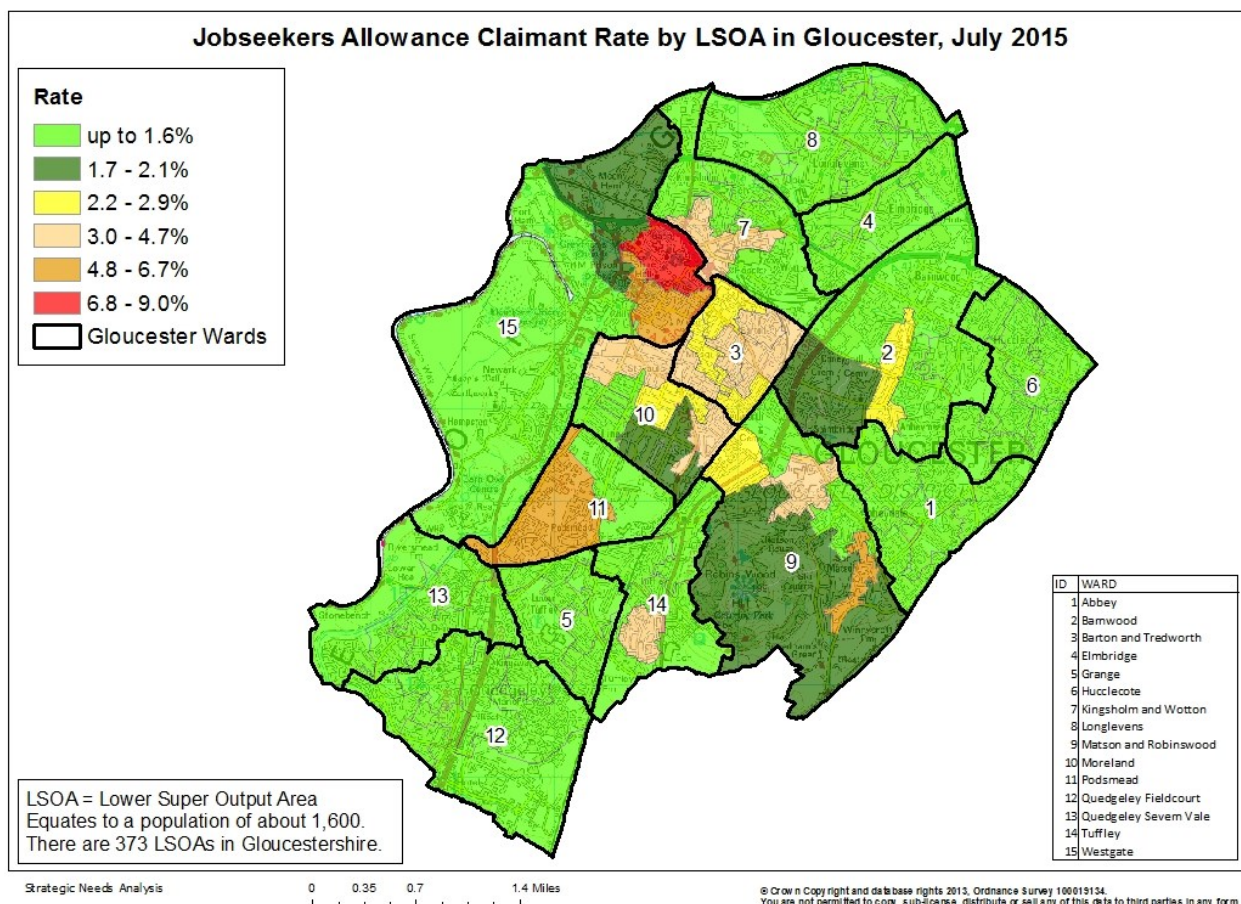 Jobseekers Allowance Claimant Rate by LSOA in Gloucester, July 2015
Rate
up to 1.6%
1.7 - 2.1%
2.2 - 2.9%
3.0 - 4.7%
4.8 - 6.7%
6.8 - 9.0%
Gloucester Wards
8
7
4
15
3
2
6
10
11
1
9
13
5
14
12
GLOUCESTER
ID WARD
1 Abbey
2 Barnwood
3 Barton and Tredworth
4 Elmbridge
5 Grange
6 Hucclecote
7 Kingsholm and Wotton
8 Longlevens
9 Matson and Robinswood
10 Moreland
11 Podsmead
12 Quedgeley Fieldcourt
13 Quedgeley Severn Vale
14 Tuffley
15 Westgate
LSOA = Lower Super Output Area
Equates to a population of about 1,600.
There are 373 LSOAs in Gloucestershire.
Strategic Needs Analysis
0 0.35 0.7 1.4 Miles
© Crown Copyright and database rights 2013, Ordnance Survey 100019134.
You are not permitted to copy, sub-license, distribute or sell any of this data to third parties in any form